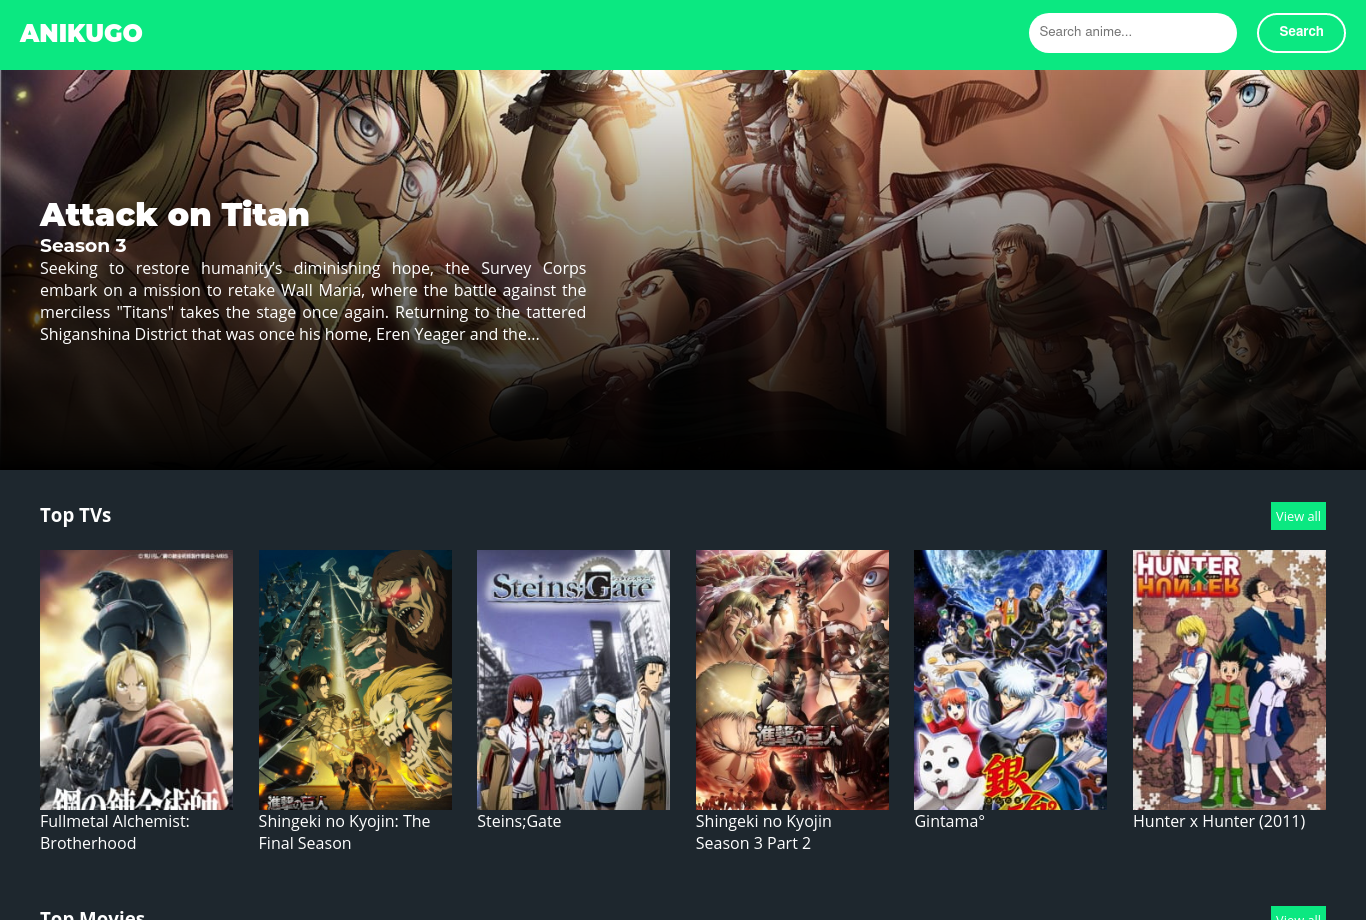 ANIKUGO
Search anime...
Search
Attack on Titan
Season 3
Seeking to restore humanity’s diminishing hope, the Survey Corps
embark on a mission to retake Wall Maria, where the battle against the
merciless "Titans" takes the stage once again. Returning to the tattered
Shiganshina District that was once his home, Eren Yeager and the...
Top TVs
View all
鋼の錬金術師
進撃の巨人
Steins;Gate
進撃の巨人
3
銀
HUNTER
HUNTER
Fullmetal Alchemist:
Brotherhood
Shingeki no Kyojin: The
Final Season
Steins;Gate
Shingeki no Kyojin
Season 3 Part 2
Gintama°
Hunter x Hunter (2011)
Top Movies
View all